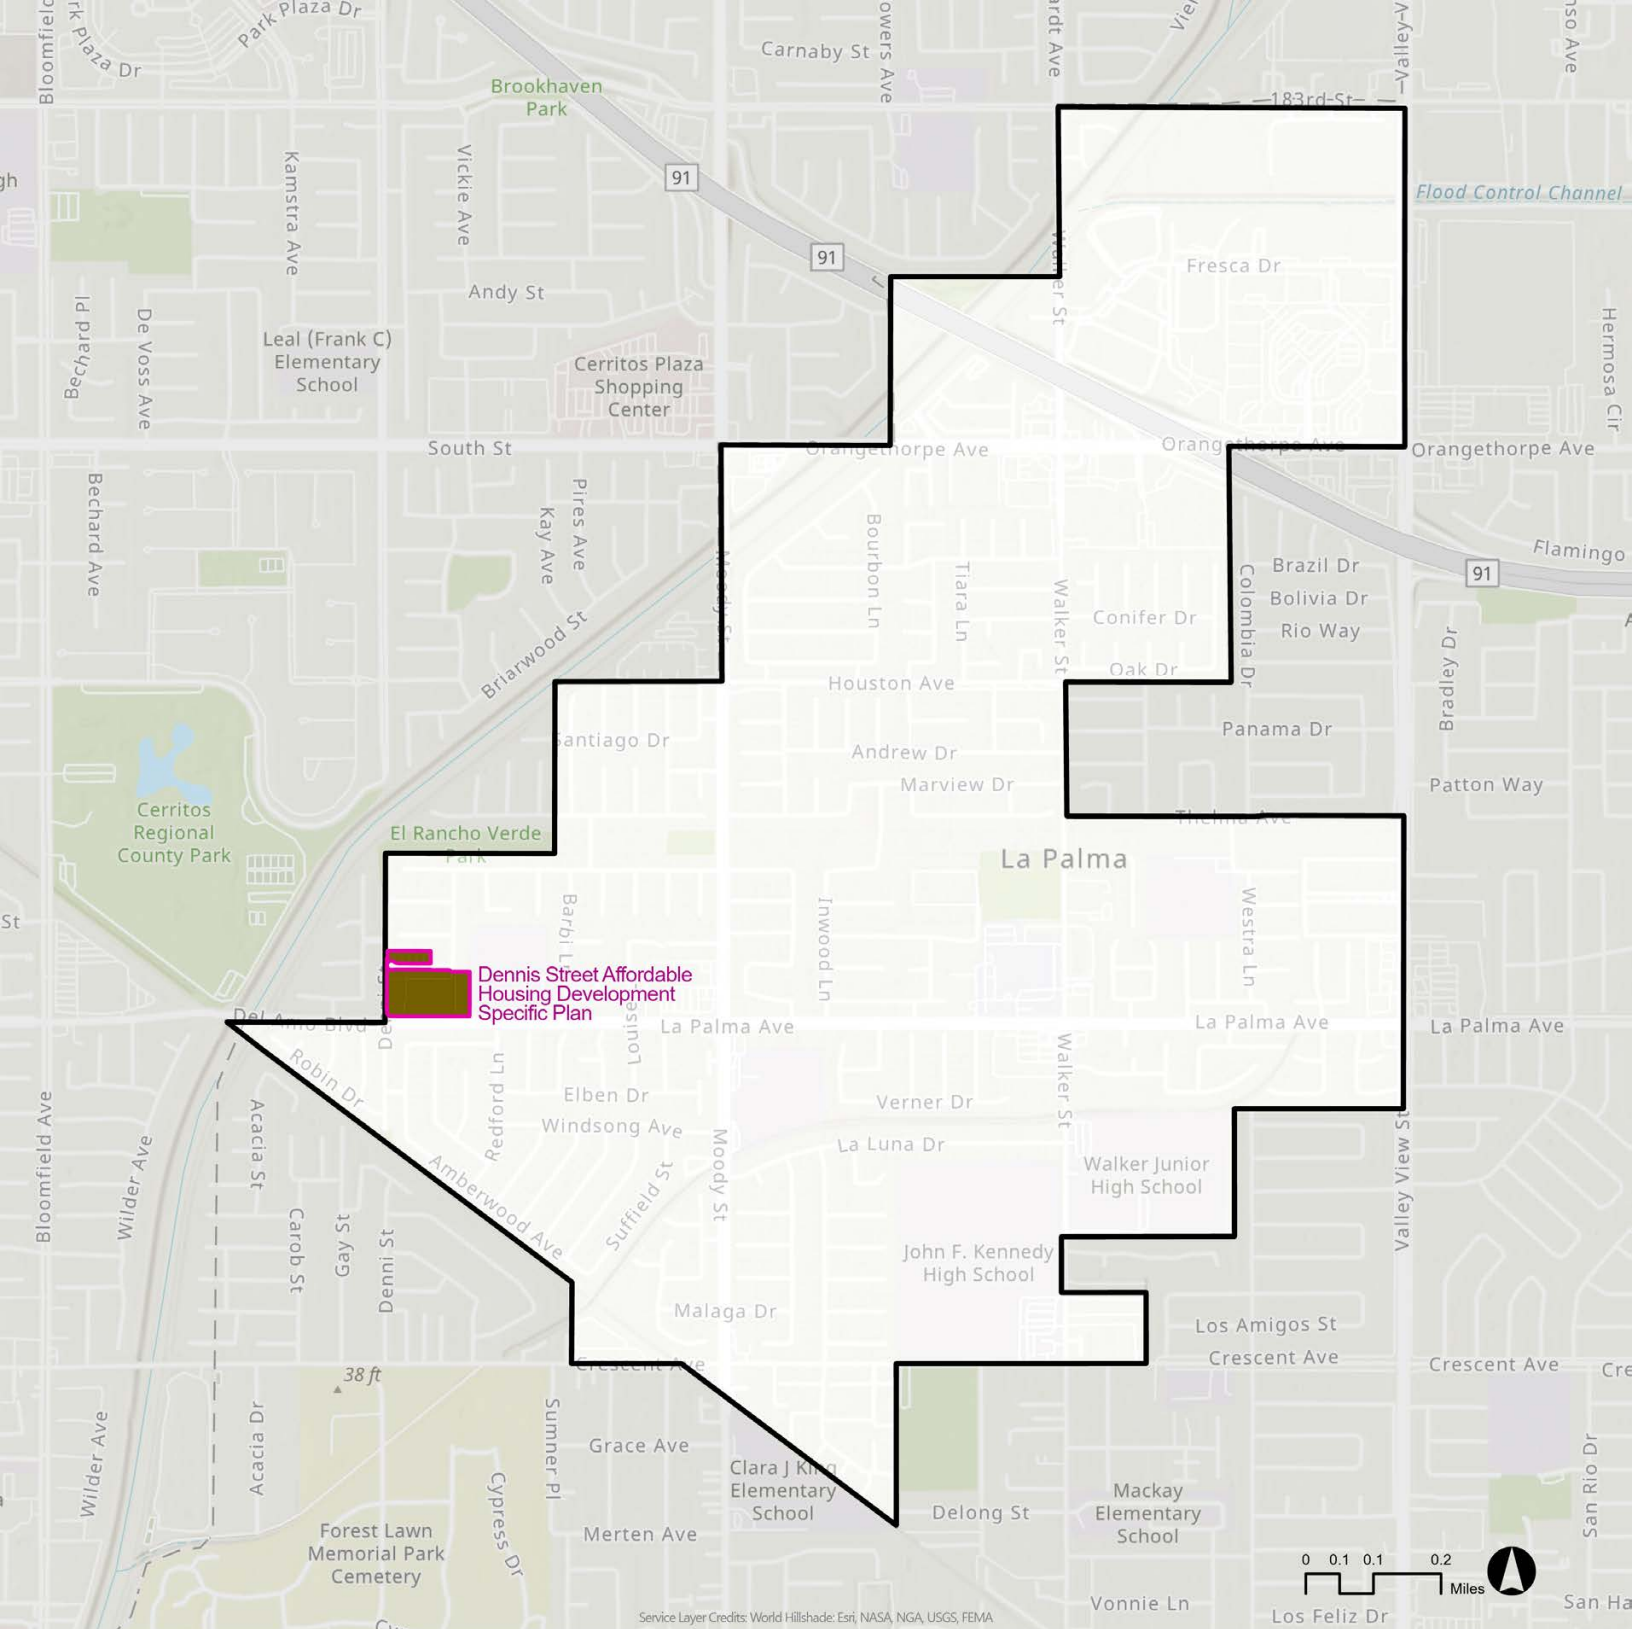 Park Plaza Dr
Carnaby St
Brookhaven
Park
183rd St
91
Flood Control Channel
Kamstra Ave
Vickie Ave
91
Walker St
Fresca Dr
Andy St
Bechard Pl
De Voss Ave
Leal (Frank C)
Elementary
School
Cerritos Plaza
Shopping
Center
Hermosa Cir
South St
Orangethorpe Ave
Orangethorpe Ave
Orangethorpe Ave
Bechard Ave
Kay Ave
Pires Ave
Bourbon Ln
Tiara Ln
Moody St
Walker St
Colombia Dr
Flamingo
91
Brazil Dr
Bolivia Dr
Rio Way
Conifer Dr
Briarwood St
Oak Dr
Houston Ave
Bradley Dr
Santiago Dr
Andrew Dr
Panama Dr
Marview Dr
Patton Way
Cerritos
Regional
County Park
El Rancho Verde
Park
Thelma Ave
La Palma
Barbi Ln
Inwood Ln
Westra Ln
St
Dennis Street Affordable
Housing Development
Specific Plan
Del Amo Blvd
La Palma Ave
La Palma Ave
La Palma Ave
Robin Dr
Redford Ln
Elben Dr
Windsong Ave
Verner Dr
Walker St
La Luna Dr
Bloomfield Ave
Wilder Ave
Acacia St
Amberwood Ave
Suffield St
Moody St
Walker Junior
High School
Valley View St
Carob St
Gay St
Denni St
John F. Kennedy
High School
Malaga Dr
Los Amigos St
Crescent Ave
Crescent Ave
Crescent Ave
38 ft
Wilder Ave
Acacia Dr
Sumner Pl
Grace Ave
Clara J King
Elementary
School
Cypress Dr
Merten Ave
Delong St
Mackay
Elementary
School
San Rio Dr
Forest Lawn
Memorial Park
Cemetery
0 0.1 0.1 0.2
Miles
Vonnie Ln
Los Feliz Dr
San Ha
Service Layer Credits: World Hillshade: Esri, NASA, NGA, USGS, FEMA